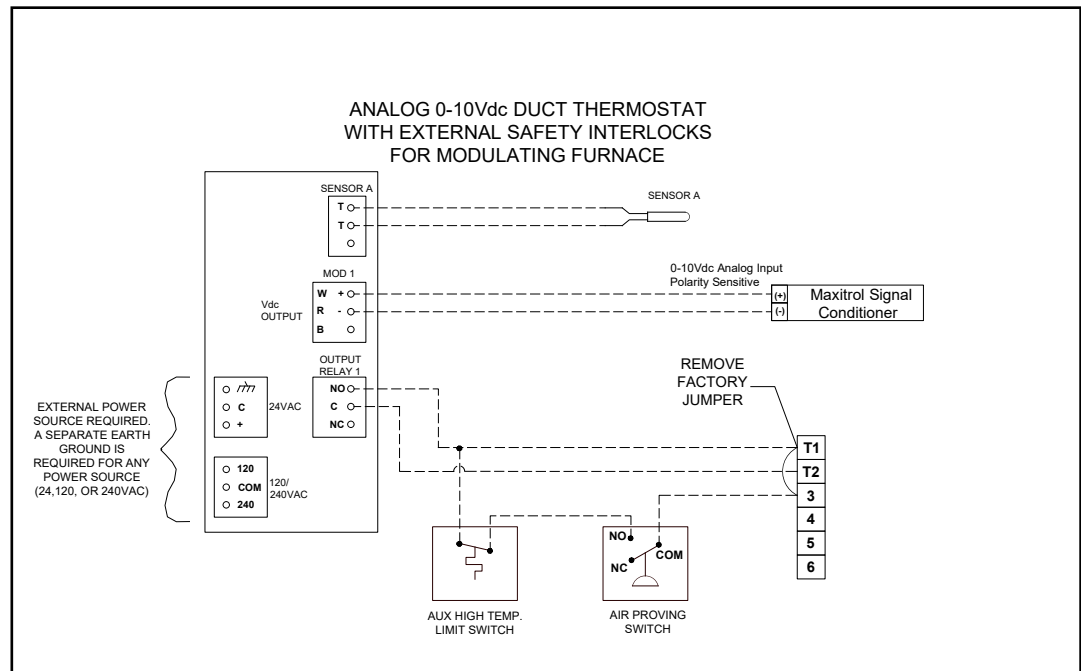 ANALOG 0-10Vdc DUCT THERMOSTAT
WITH EXTERNAL SAFETY INTERLOCKS
FOR MODULATING FURNACE
SENSOR A
T
T
SENSOR A
MOD 1
Vdc
OUTPUT
W +
R -
B
0-10Vdc Analog Input
Polarity Sensitive
(+)
(-)
Maxitrol Signal
Conditioner
OUTPUT
RELAY 1
NO
C
NC
C
+
24VAC
120
COM
240
120/
240VAC
EXTERNAL POWER
SOURCE REQUIRED.
A SEPARATE EARTH
GROUND IS
REQUIRED FOR ANY
POWER SOURCE
(24,120, OR 240VAC)
REMOVE
FACTORY
JUMPER
T1
T2
3
4
5
6
NO
COM
NC
AUX HIGH TEMP.
LIMIT SWITCH
AIR PROVING
SWITCH